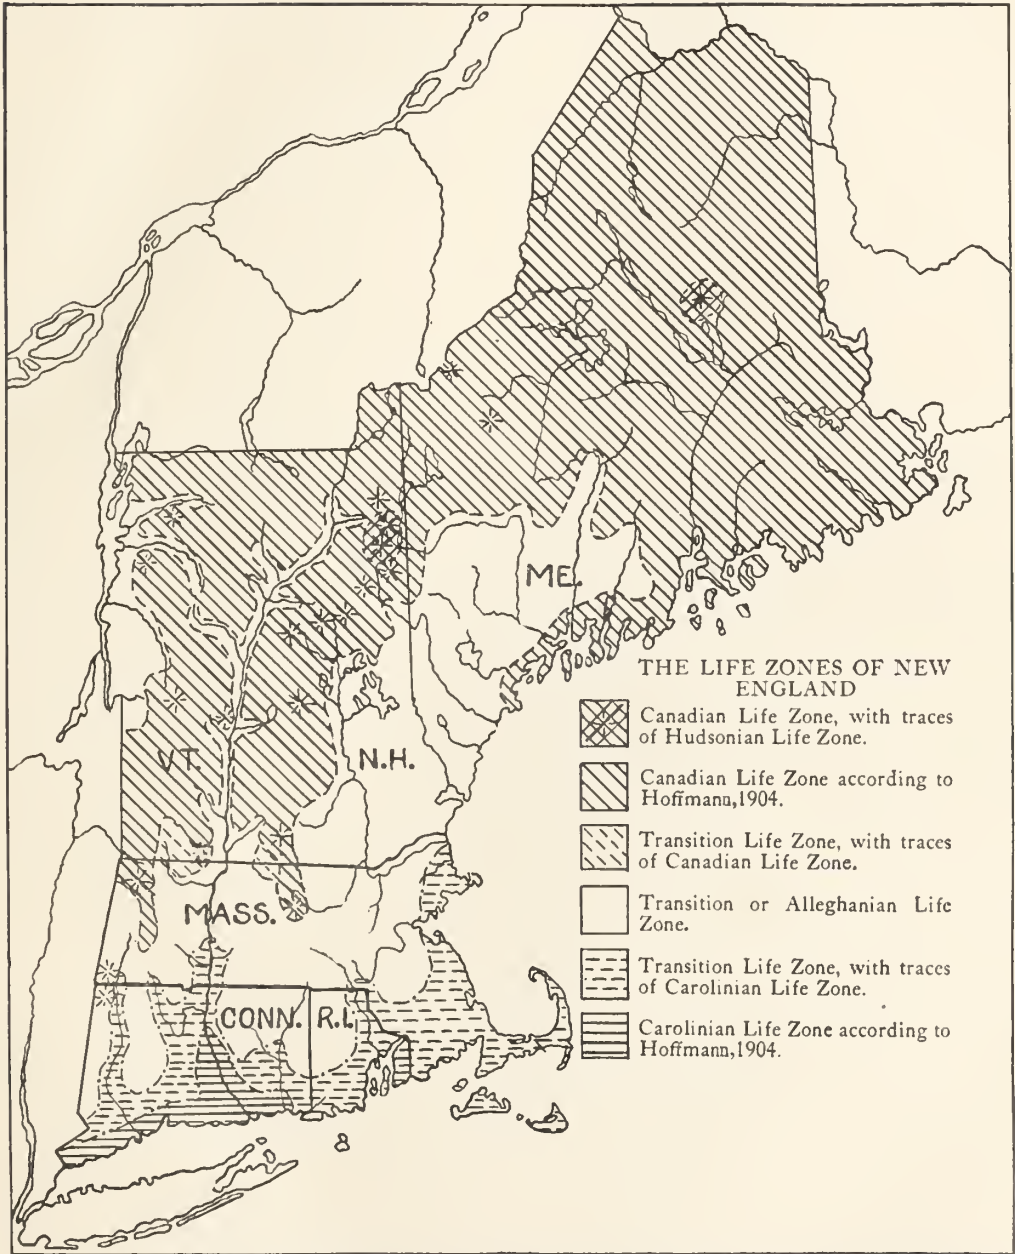 ME.
THE LIFE ZONES OF NEW
ENGLAND
Canadian Life Zone, with traces
of Hudsonian Life Zone.
VT.
N.H.
Canadian Life Zone according to
Hoffmann,1904.
Transition Life Zone, with traces
of Canadian Life Zone.
MASS.
Transition or Alleghanian Life
Zone.
Transition Life Zone, with traces
of Carolinian Life Zone.
CONN. R.I.
Carolinian Life Zone according to
Hoffmann,1904.